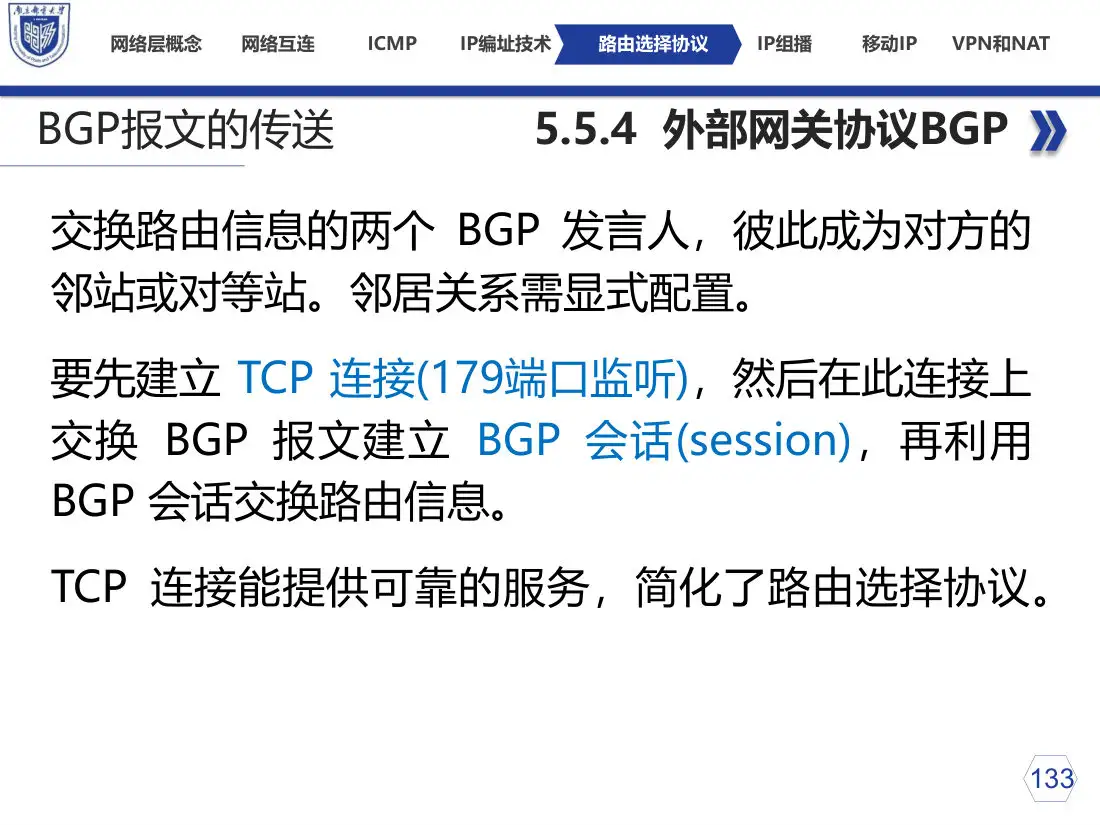 南京邮电大学
网络层概念 网络互连 ICMP IP编址技术 路由选择协议 IP组播 移动IP VPN和NAT
BGP报文的传送
5.5.4 外部网关协议BGP
交换路由信息的两个 BGP 发言人，彼此成为对方的
邻站或对等站。邻居关系需显式配置。
要先建立 TCP 连接(179端口监听)，然后在此连接上
交换 BGP 报文建立 BGP 会话(session)，再利用
BGP 会话交换路由信息。
TCP 连接能提供可靠的服务，简化了路由选择协议。
133